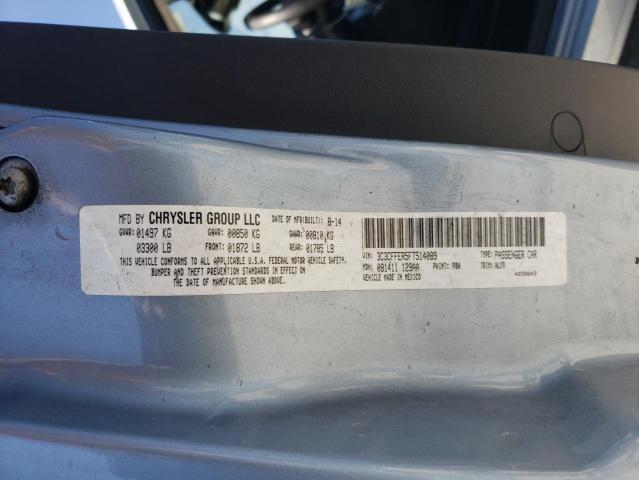 MFD BY CHRYSLER GROUP LLC DATE OF MFR(BUILT): 8-14
GVWR: 01497 KG GAWR: 00850 KG GAWR: 00810 KG
03300 LB FRONT: 01872 LB REAR: 01785 LB
THIS VEHICLE CONFORMS TO ALL APPLICABLE U.S.A. FEDERAL MOTOR VEHICLE SAFETY,
BUMPER AND THEFT PREVENTION STANDARDS IN EFFECT ON
THE DATE OF MANUFACTURE SHOWN ABOVE.
VIN: 3C3CFFER5FT514089 TYPE: PASSENGER CAR
MDH: 081411 129AA PAINT: PBA TRIM: ALV9
VEHICLE MADE IN MEXICO